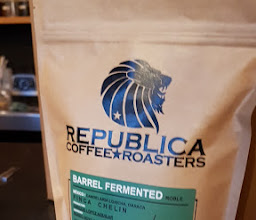 REPUBLICA
COFFEE★ROASTERS
BARREL FERMENTED
FINCA CHELIN